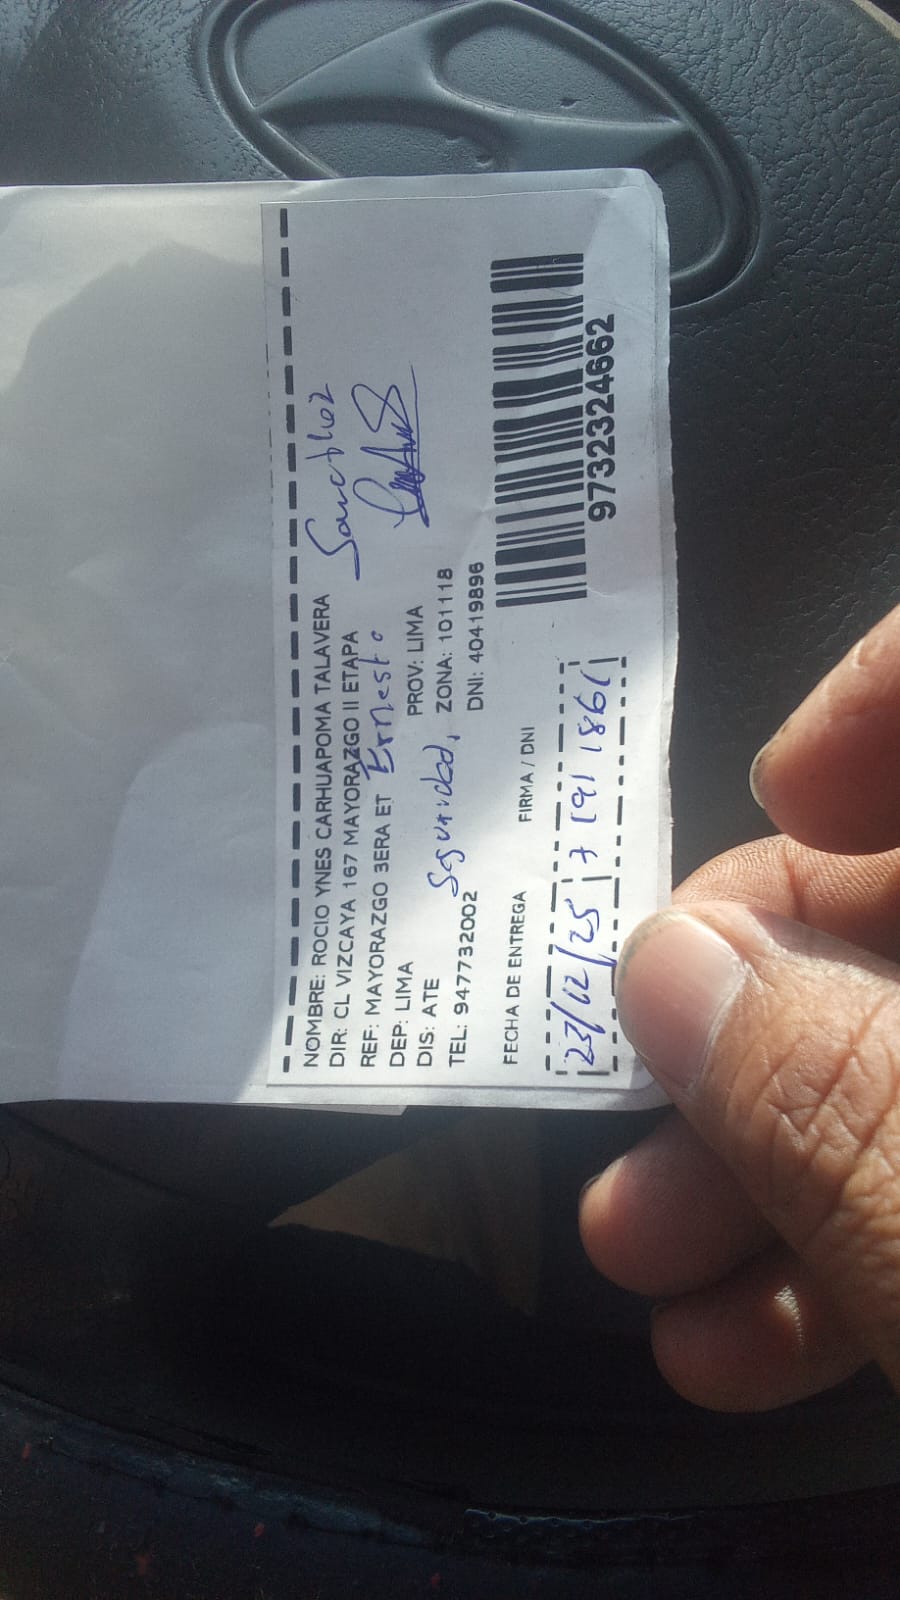 NOMBRE: ROCIO YNES CARHUAPOMA TALAVERA
DIR: CL VIZCAYA 167 MAYORAZGO II ETAPA
REF: MAYORAZGO 3ERA ET
Ernesto Sanchez
DEP: LIMA PROV: LIMA
DIS: ATE ZONA: 101118
Seguridad,
TEL: 947732002 DNI: 40419896
FECHA DE ENTREGA FIRMA / DNI
23/12/25
9732324662